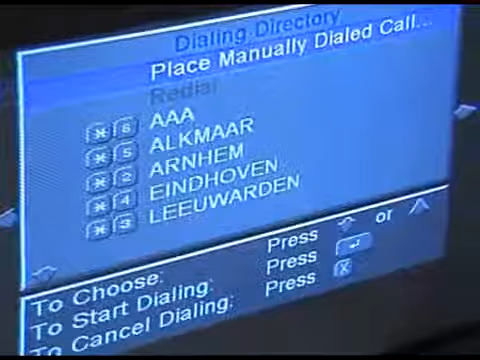 Dialing Directory
Place Manually Dialed Call...
Redial
* 6 AAA
* 5 ALKMAAR
* 2 ARNHEM
* 4 EINDHOVEN
* 3 LEEUWARDEN
To Choose: Press or
To Start Dialing: Press
To Cancel Dialing: Press X